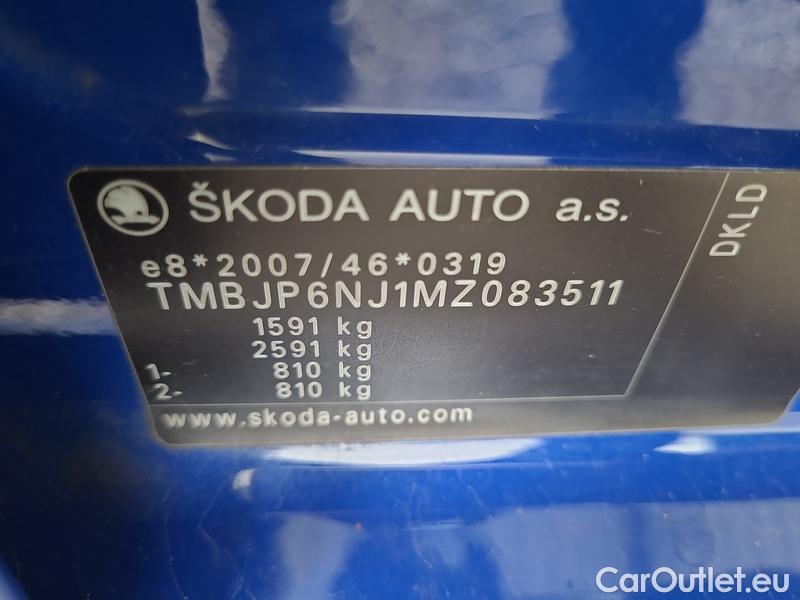 ŠKODA AUTO a.s.
DKLD
e8*2007/46*0319
TMBJP6NJ1MZ083511
1591 kg
2591 kg
1- 810 kg
2- 810 kg
www.skoda-auto.com
CarOutlet.eu